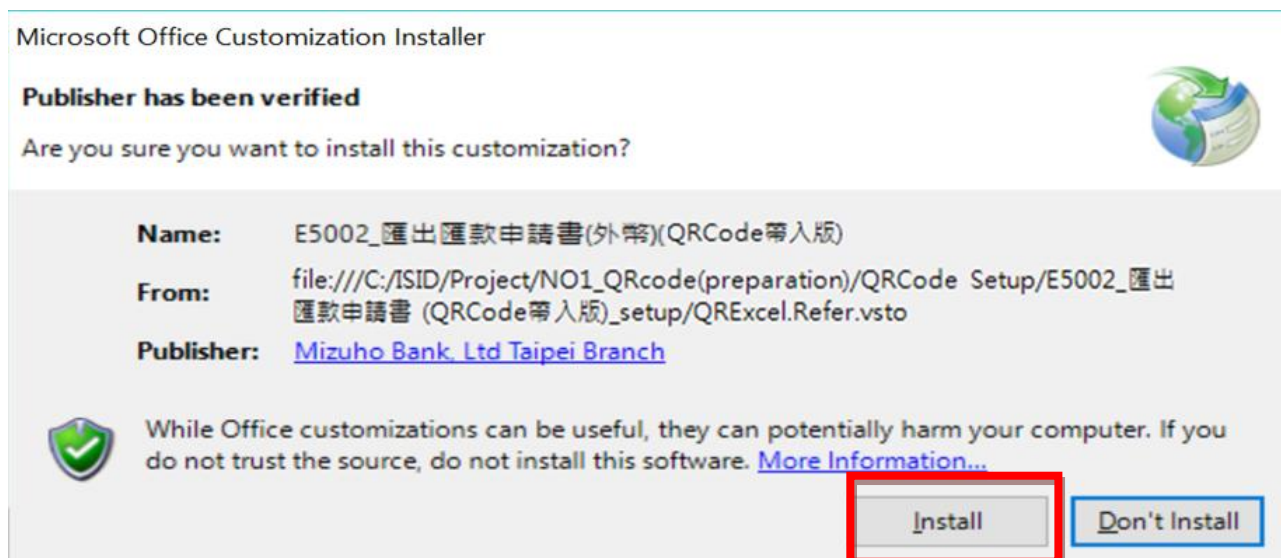 Microsoft Office Customization Installer
Publisher has been verified
Are you sure you want to install this customization?
Name: E5002_匯出匯款申請書(外幣)(QRCode帶入版)
From: file:///C:/ISID/Project/NO1_QRcode(preparation)/QRCode Setup/E5002_匯出
匯款申請書 (QRCode帶入版)_setup/QRExcel.Refer.vsto
Publisher: Mizuho Bank, Ltd Taipei Branch
While Office customizations can be useful, they can potentially harm your computer. If you
do not trust the source, do not install this software. More Information...
Install Don't Install